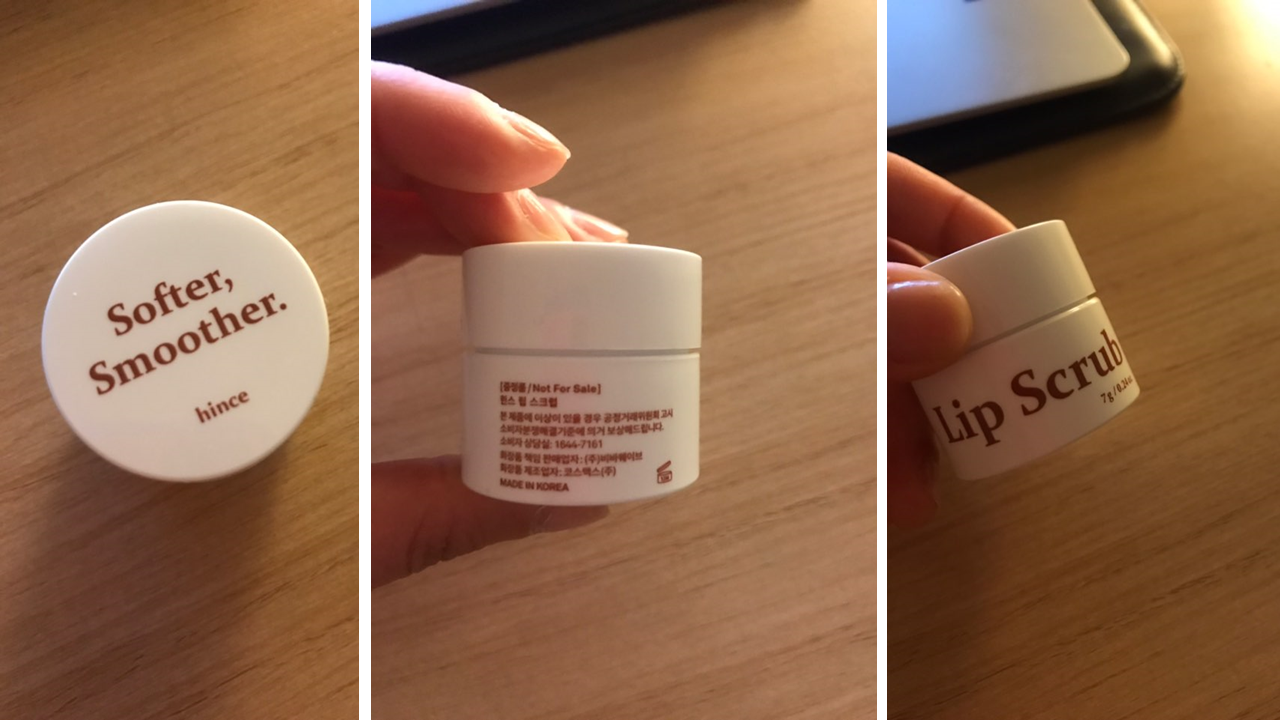 Softer,
Smoother.
hince
[증정품/Not For Sale]
힌스 립 스크럽
본 제품에 이상이 있을 경우 공정거래위원회 고시
소비자분쟁해결기준에 의거 보상해드립니다.
소비자 상담실: 1644-7161
화장품 책임 판매업자: (주)비바웨이브
화장품 제조업자: 코스맥스(주)
MADE IN KOREA
Lip Scrub
7g / 0.24